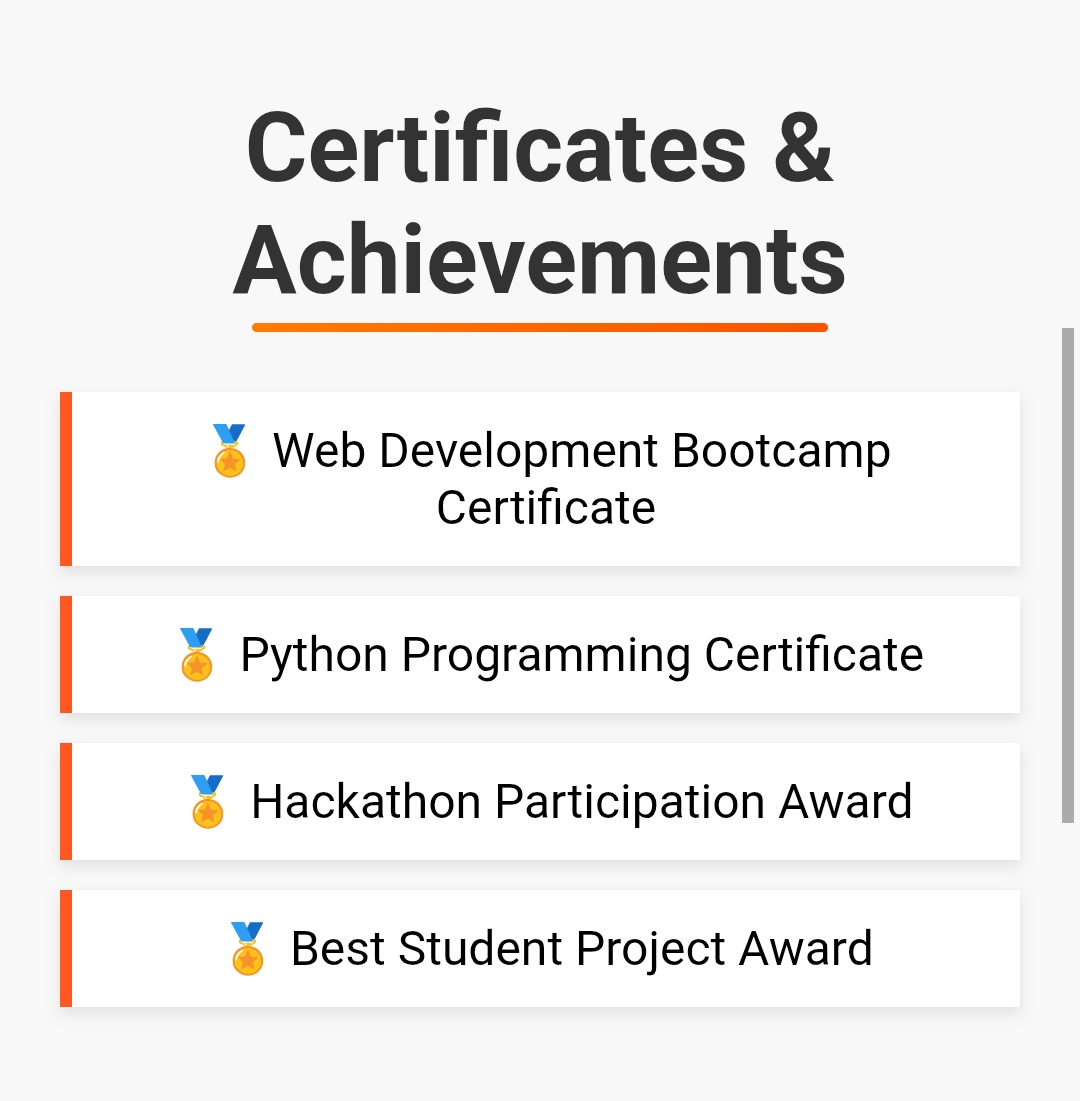 Certificates &
Achievements
🏅 Web Development Bootcamp
Certificate
🏅 Python Programming Certificate
🏅 Hackathon Participation Award
🏅 Best Student Project Award